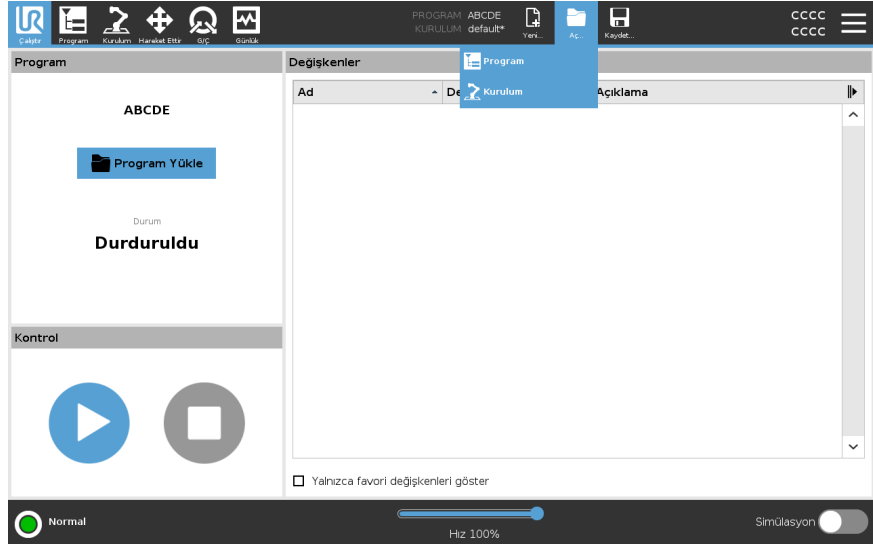 UR
Çalıştır
Program
Kurulum
Hareket Ettir
G/Ç
Günlük
PROGRAM ABCDE
KURULUM default*
Yeni...
Aç...
Kaydet...
CCCC
CCCC
Program
Kurulum
Program
ABCDE
Program Yükle
Durum
Durduruldu
Kontrol
Değişkenler
Ad
De
Açıklama
Yalnızca favori değişkenleri göster
Normal
Hız 100%
Simülasyon